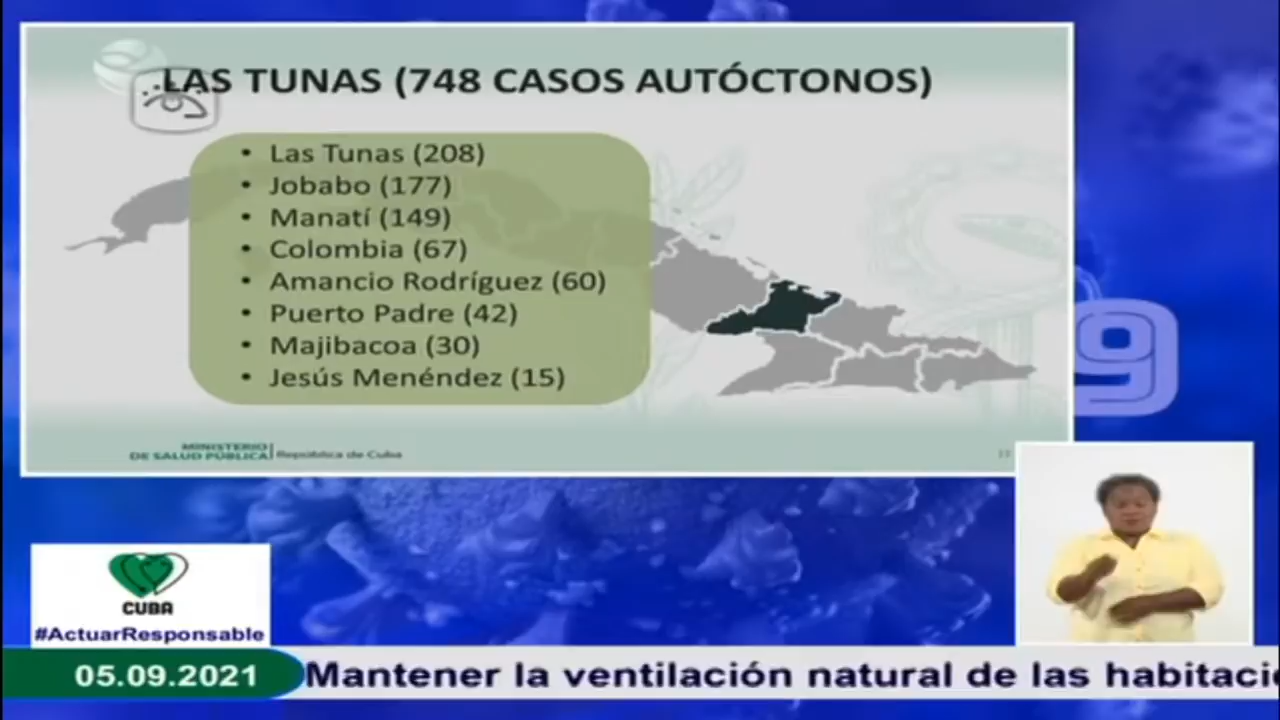 LAS TUNAS (748 CASOS AUTÓCTONOS)
• Las Tunas (208)
• Jobabo (177)
• Manatí (149)
• Colombia (67)
• Amancio Rodríguez (60)
• Puerto Padre (42)
• Majibacoa (30)
• Jesús Menéndez (15)
MINISTERIO
DE SALUD PÚBLICA
República de Cuba
9
CUBA
#ActuarResponsable
05.09.2021
Mantener la ventilación natural de las habitaci